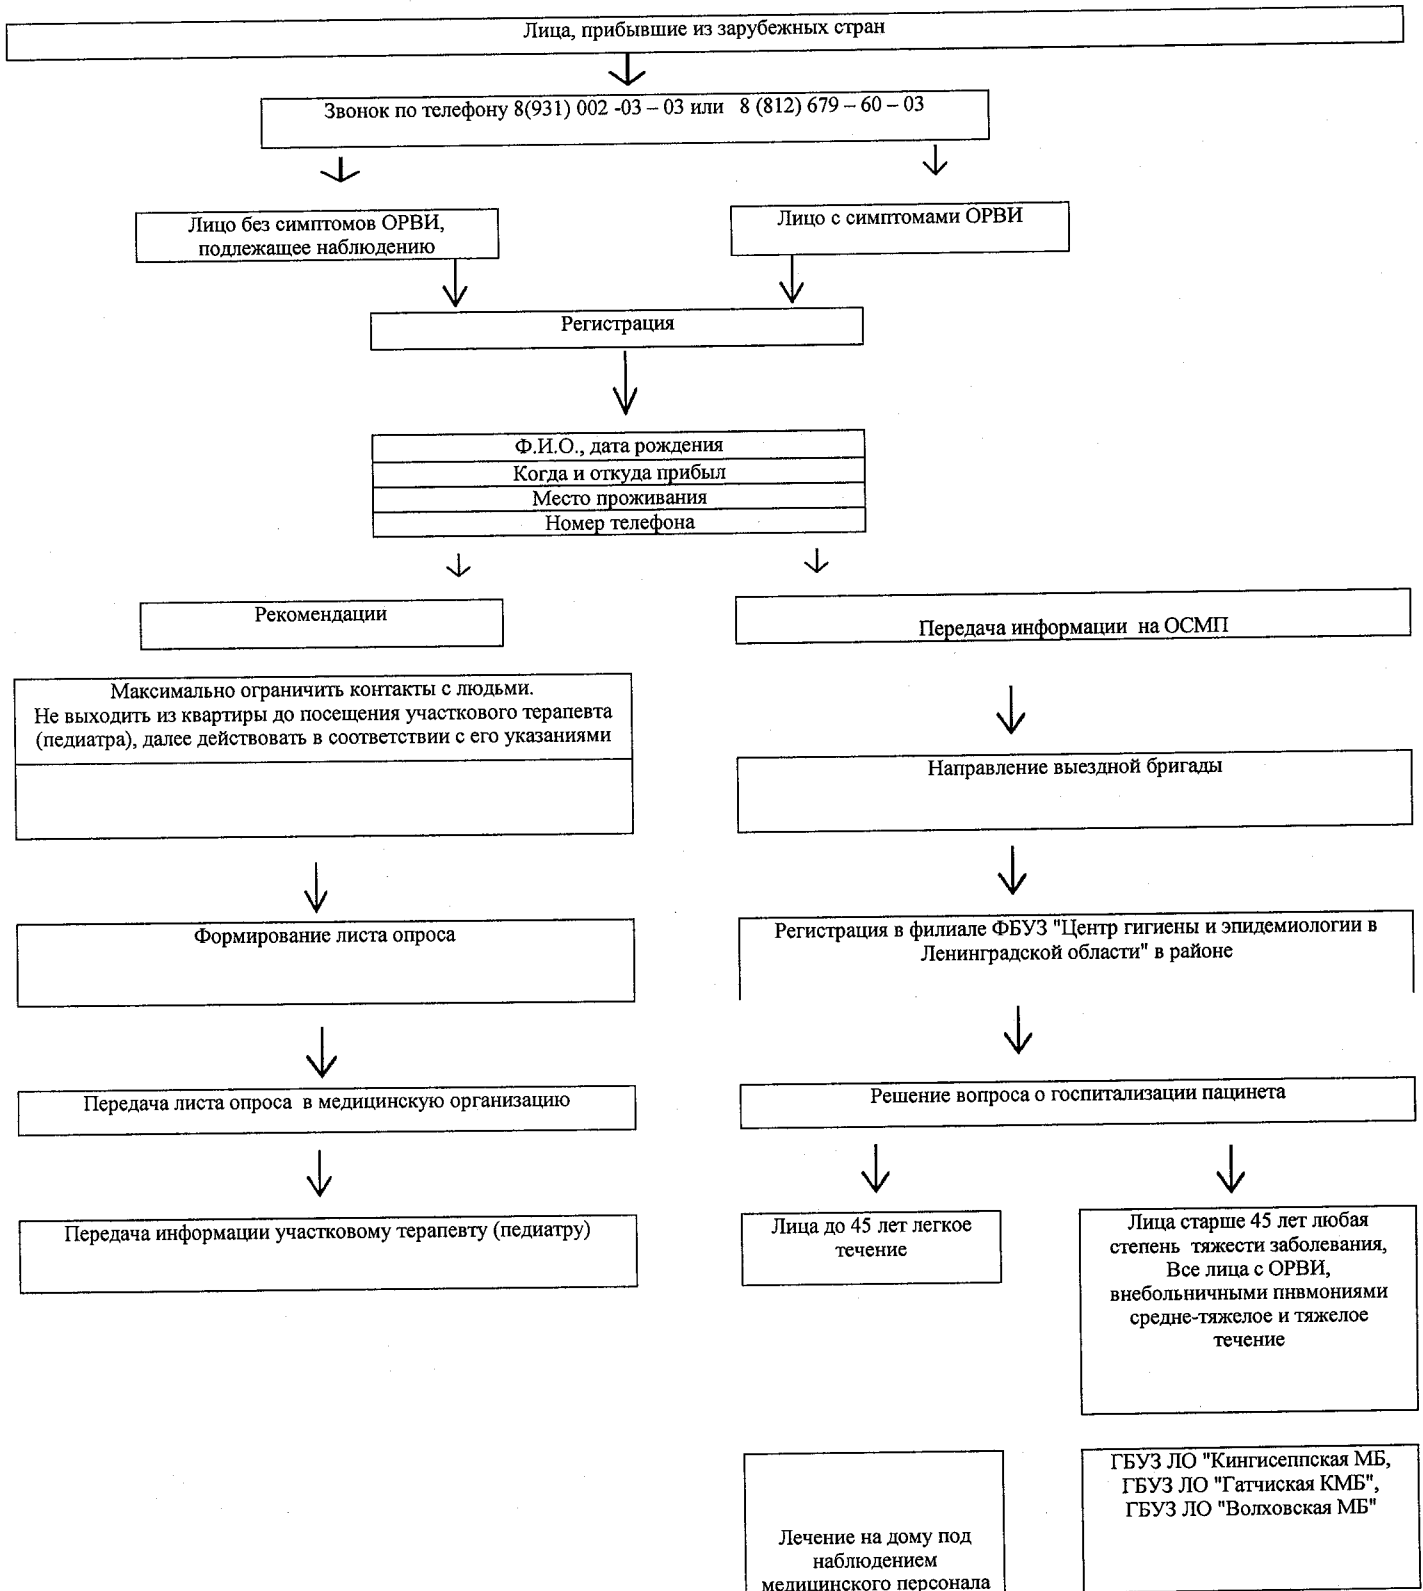 Лица, прибывшие из зарубежных стран
Звонок по телефону 8(931) 002 -03 – 03 или 8 (812) 679 – 60 – 03
Лицо без симптомов ОРВИ,
подлежащее наблюдению
Лицо с симптомами ОРВИ
Регистрация
Ф.И.О., дата рождения
Когда и откуда прибыл
Место проживания
Номер телефона
Рекомендации
Максимально ограничить контакты с людьми.
Не выходить из квартиры до посещения участкового терапевта
(педиатра), далее действовать в соответствии с его указаниями
Формирование листа опроса
Передача листа опроса в медицинскую организацию
Передача информации участковому терапевту (педиатру)
Передача информации на ОСМП
Направление выездной бригады
Регистрация в филиале ФБУЗ "Центр гигиены и эпидемиологии в
Ленинградской области" в районе
Решение вопроса о госпитализации пацинета
Лица до 45 лет легкое
течение
Лица старше 45 лет любая
степень тяжести заболевания,
Все лица с ОРВИ,
внебольничными пнвмониями
средне-тяжелое и тяжелое
течение
Лечение на дому под
наблюдением
медицинского персонала
ГБУЗ ЛО "Кингисеппская МБ,
ГБУЗ ЛО "Гатчиская КМБ",
ГБУЗ ЛО "Волховская МБ"